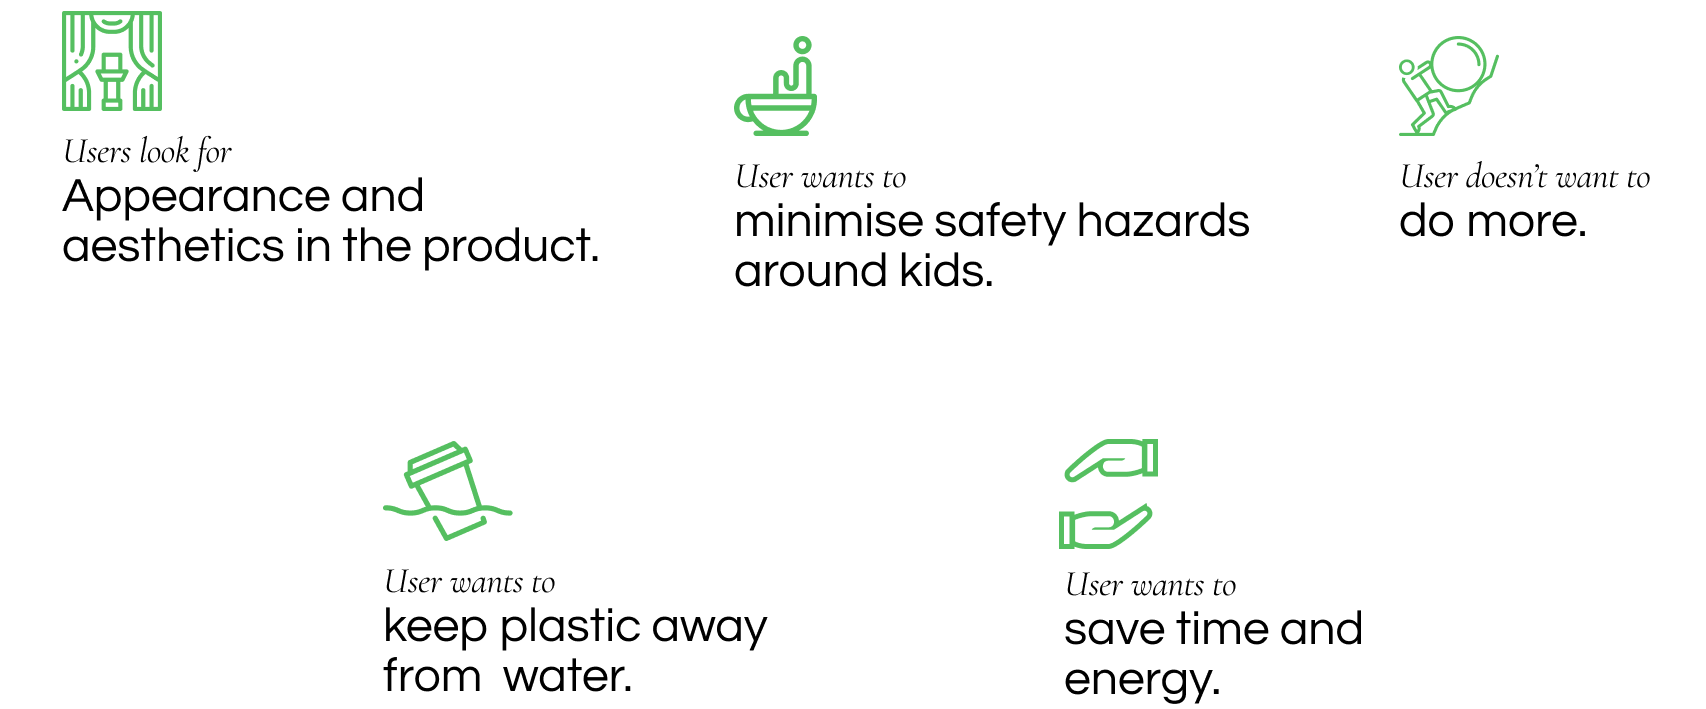 Users look for
Appearance and
aesthetics in the product.
User wants to
minimise safety hazards
around kids.
User doesn’t want to
do more.
User wants to
keep plastic away
from  water.
User wants to
save time and
energy.